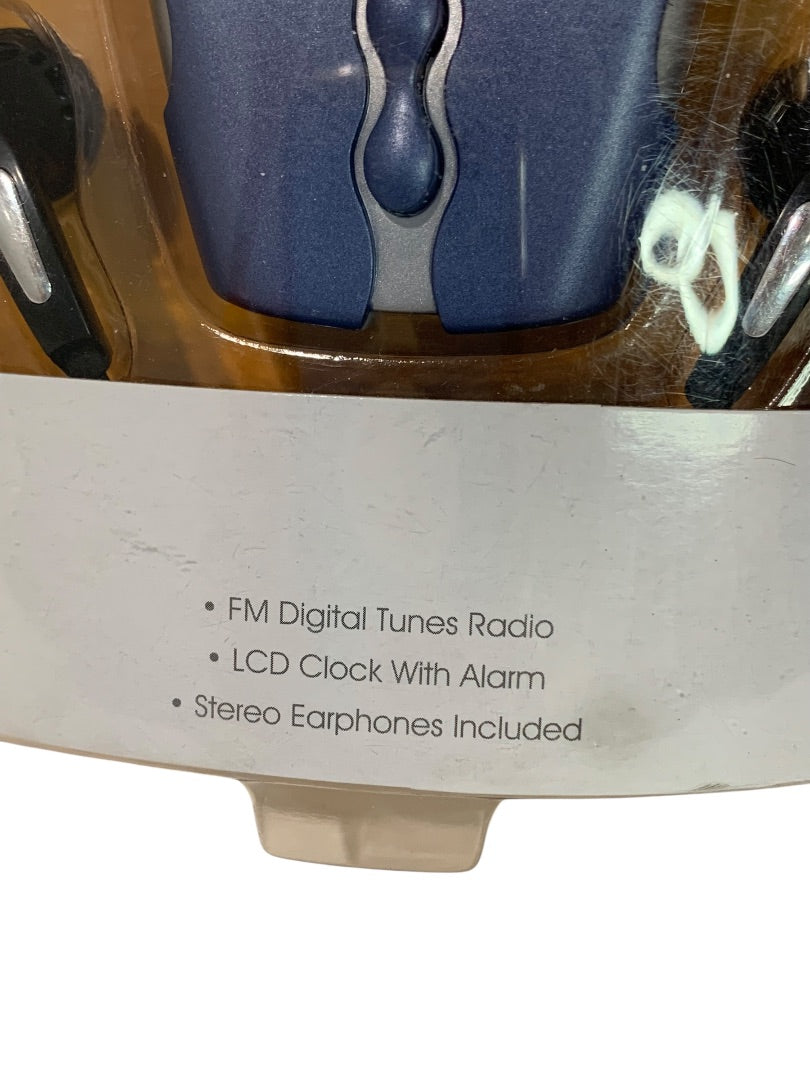 • FM Digital Tunes Radio
• LCD Clock With Alarm
• Stereo Earphones Included